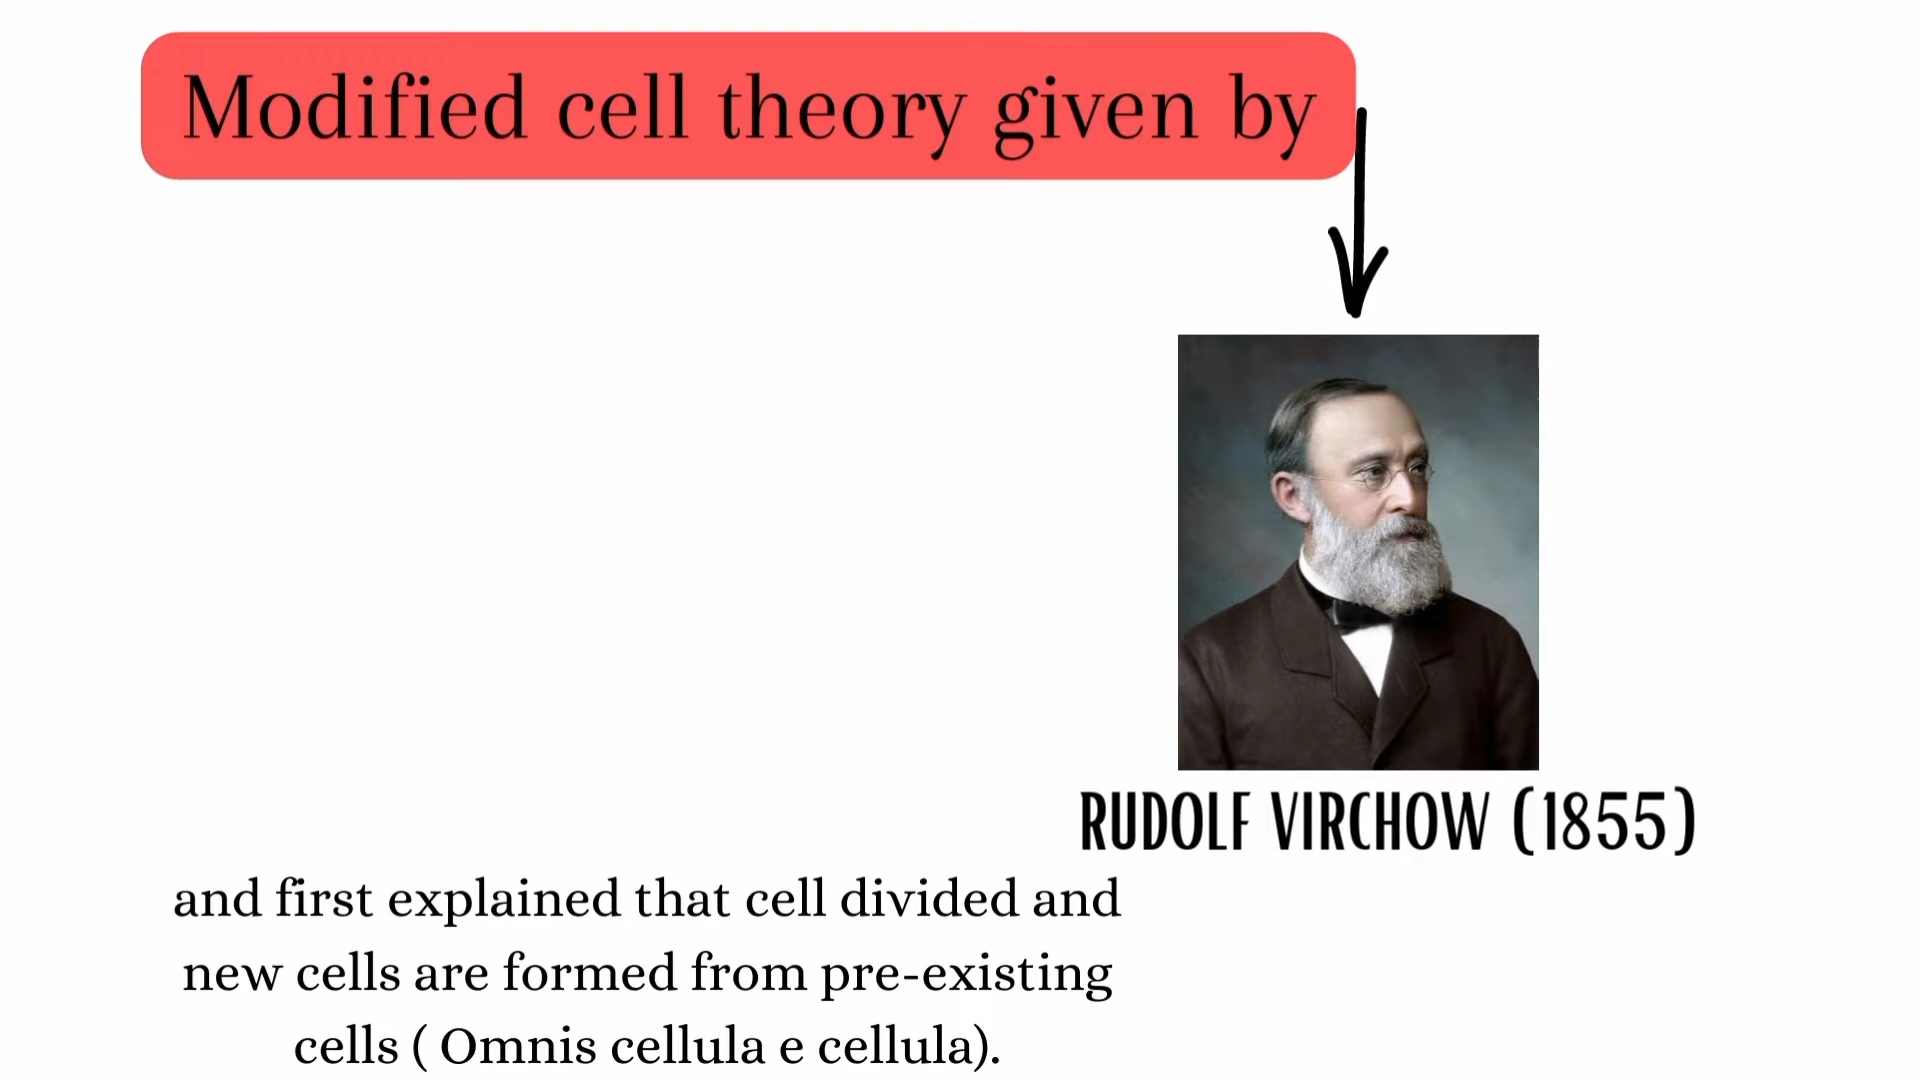 Modified cell theory given by
RUDOLF VIRCHOW (1855)
and first explained that cell divided and
new cells are formed from pre-existing
cells ( Omnis cellula e cellula).